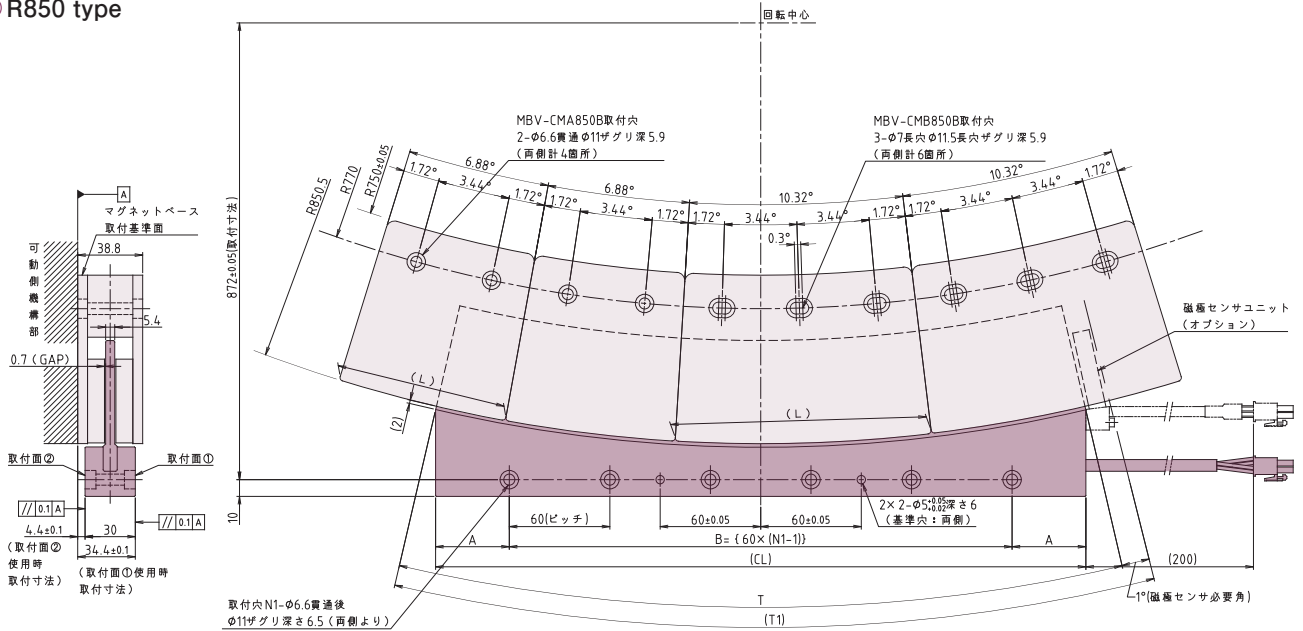 R850 type
回転中心
872±0.05(取付寸法)
MBV-CMA850B取付穴
2-Φ6.6貫通Φ11ザグリ深5.9
(両側計4箇所)
MBV-CMB850B取付穴
3-Φ7長穴Φ11.5長穴ザグリ深5.9
(両側計6箇所)
R850.5
R770
R750±0.05
6.88°
6.88°
10.32°
10.32°
1.72°
3.44°
1.72°
1.72°
3.44°
1.72°
1.72°
3.44°
3.44°
1.72°
1.72°
3.44°
3.44°
1.72°
0.3°
A
マグネットベース
取付基準面
38.8
可動側機構部
5.4
0.7(GAP)
取付面②
取付面①
// 0.1 A
// 0.1 A
4.4±0.1
30
34.4±0.1
(取付面②
使用時
取付寸法)
(取付面①使用時
取付寸法)
磁極センサユニット
(オプション)
(L)
(L)
(2)
10
60(ピッチ)
60±0.05
60±0.05
2×2-Φ5+0.05+0.02深さ6
(基準穴:両側)
A
B={60×(N1-1)}
A
(CL)
(200)
T
(T1)
1°(磁極センサ必要角)
取付穴N1-Φ6.6貫通後
Φ11ザグリ深さ6.5(両側より)